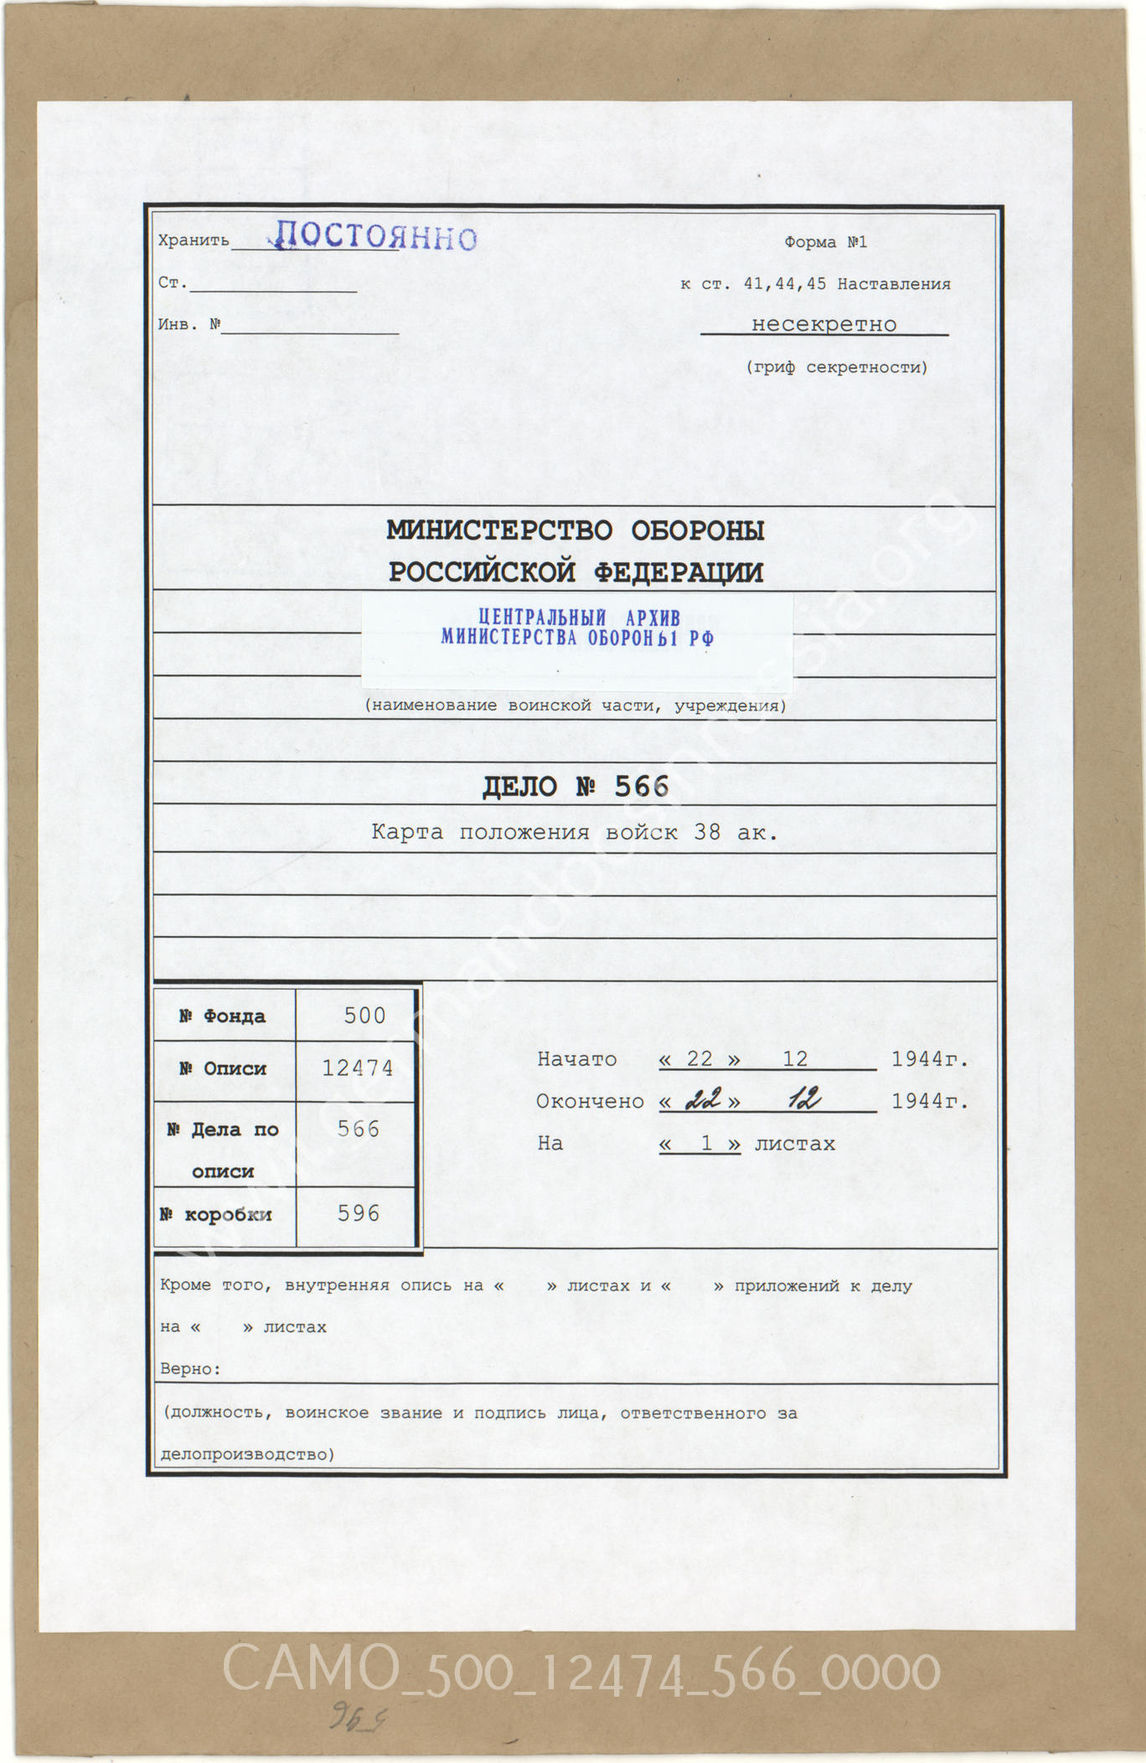 Хранить ПОСТОЯННО
Форма №1
Ст.
к ст. 41,44,45 Наставления
Инв. №
несекретно
(гриф секретности)
МИНИСТЕРСТВО ОБОРОНЫ
РОССИЙСКОЙ ФЕДЕРАЦИИ
ЦЕНТРАЛЬНЫЙ АРХИВ
МИНИСТЕРСТВА ОБОРОНЫ РФ
(наименование воинской части, учреждения)
ДЕЛО № 566
Карта положения войск 38 ак.
№ Фонда 500
№ Описи 12474
№ Дела по описи 566
№ коробки 596
Начато « 22 » 12 1944г.
Окончено « 22 » 12 1944г.
На « 1 » листах
Кроме того, внутренняя опись на « » листах и « » приложений к делу
на « » листах
Верно:
(должность, воинское звание и подпись лица, ответственного за
делопроизводство)
www.germandocsinrussia.org
CAMO_500_12474_566_0000
596